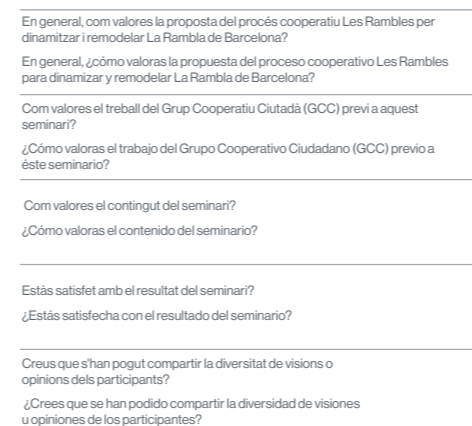 En general, com valores la proposta del procés cooperatiu Les Rambles per
dinamitzar i remodelar La Rambla de Barcelona?
En general, ¿cómo valoras la propuesta del proceso cooperativo Les Rambles
para dinamizar y remodelar La Rambla de Barcelona?
Com valores el treball del Grup Cooperatiu Ciutadà (GCC) previ a aquest
seminari?
¿Cómo valoras el trabajo del Grupo Cooperativo Ciudadano (GCC) previo a
éste seminario?
Com valores el contingut del seminari?
¿Cómo valoras el contenido del seminario?
Estàs satisfet amb el resultat del seminari?
¿Estás satisfecha con el resultado del seminario?
Creus que s'han pogut compartir la diversitat de visions o
opinions dels participants?
¿Crees que se han podido compartir la diversidad de visiones
u opiniones de los participantes?